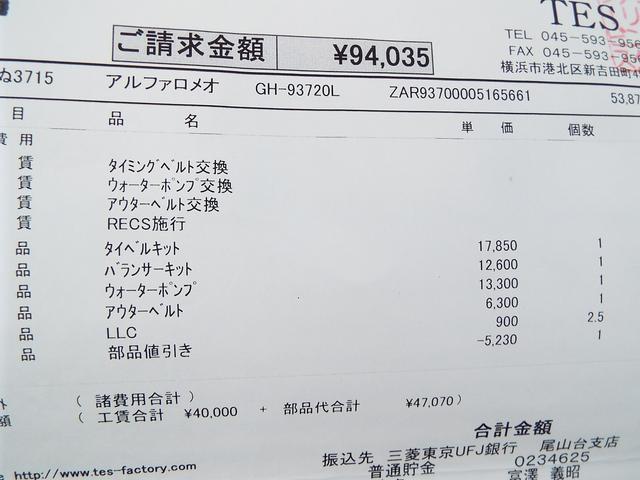 TES
TEL 045-593-956
FAX 045-593-956
横浜市港北区新吉田町4
ご請求金額 ¥94,035
ぬ3715 アルファロメオ GH-93720L ZAR93700005165661 53,87
目 品 名 単 価 個数
費 用
賃 タイミングベルト交換
賃 ウォーターポンプ交換
賃 アウターベルト交換
賃 RECS施行
品 タイベルキット 17,850 1
品 バランサーキット 12,600 1
品 ウォーターポンプ 13,300 1
品 アウターベルト 6,300 1
品 LLC 900 2.5
品 部品値引き -5,230 1
( 諸費用合計 )
額 ( 工賃合計 ¥40,000 + 部品代合計 ¥47,070 )
合計金額
振込先 三菱東京UFJ銀行 尾山台支店
普通貯金 0234625
冨澤 義昭
http://www.tes-factory.com